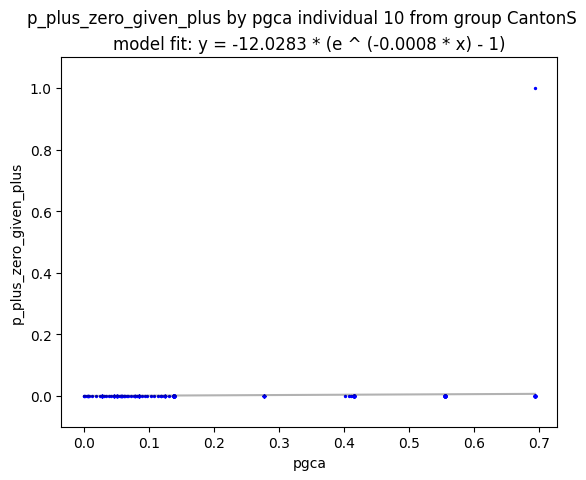 p_plus_zero_given_plus by pgca individual 10 from group CantonS
model fit: y = -12.0283 * (e ^ (-0.0008 * x) - 1)
1.0
0.8
0.6
0.4
0.2
0.0
p_plus_zero_given_plus
0.0 0.1 0.2 0.3 0.4 0.5 0.6 0.7
pgca